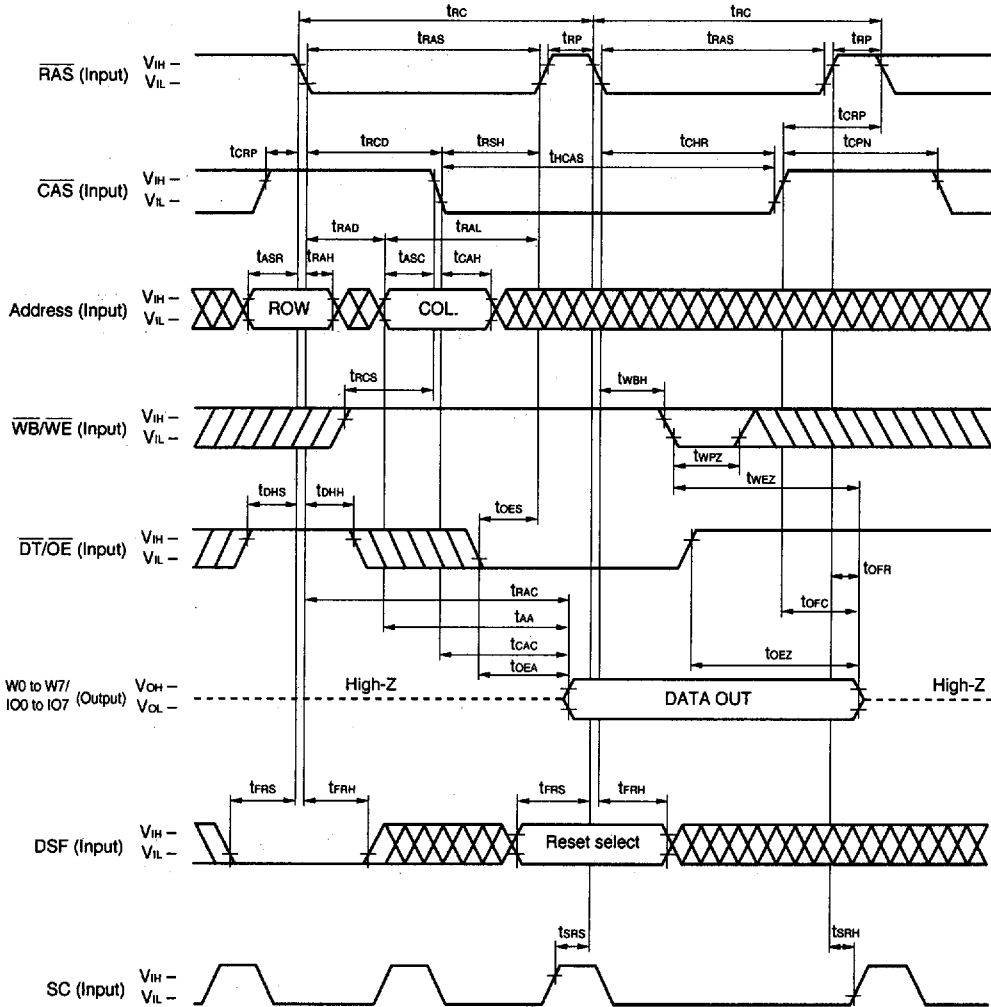 tRC tRC
tRAS tRP tRAS tRP
RAS (Input) VIH
VIL
tCRP
tCRP tRCD tRSH tCHR tCPN
tHCAS
CAS (Input) VIH
VIL
tRAD tRAL
tASR tRAH tASC tCAH
Address (Input) VIH
VIL
ROW COL.
tRCS tWBH
WB/WE (Input) VIH
VIL
tWPZ
tWEZ
tDHS tDHH tOES
DT/OE (Input) VIH
VIL
tOFR
tRAC tOFC
tAA
tCAC
tOEA tOEZ
W0 to W7/
IO0 to IO7 (Output) VOH
VOL
High-Z DATA OUT High-Z
tFRS tFRH tFRS tFRH
DSF (Input) VIH
VIL
Reset select
tSRS tSRH
SC (Input) VIH
VIL